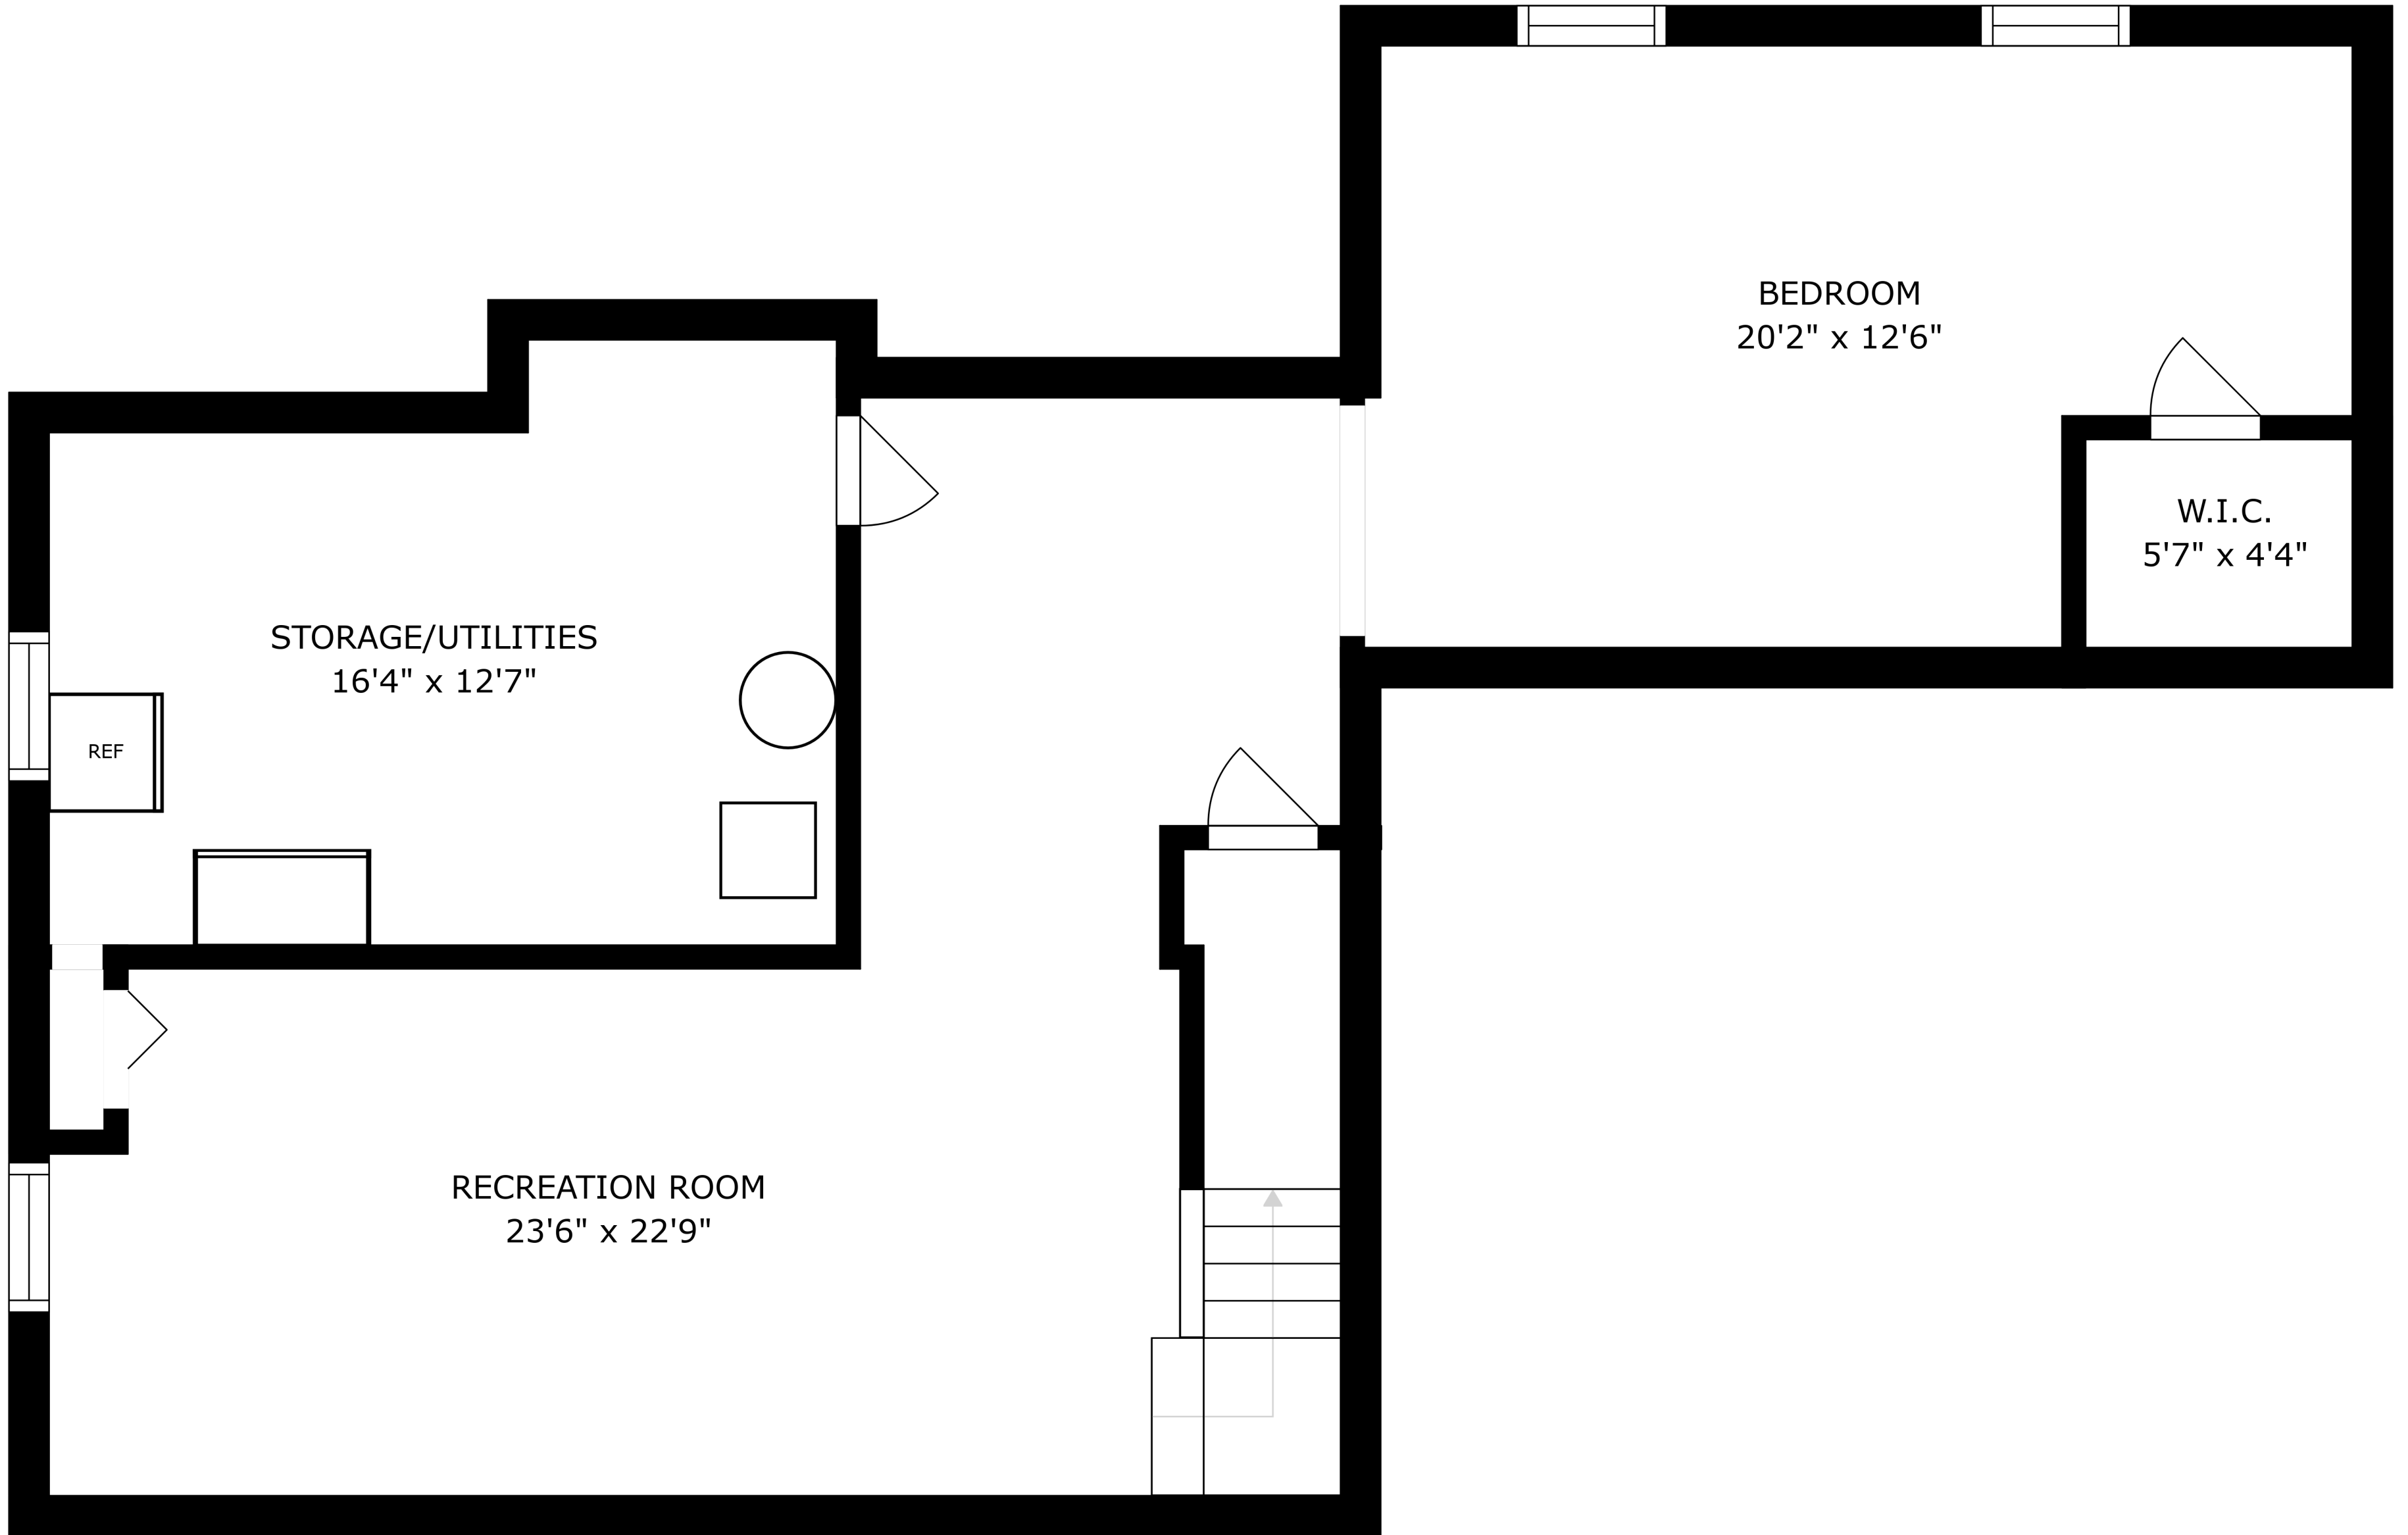 BEDROOM
20'2" x 12'6"
W.I.C.
5'7" x 4'4"
STORAGE/UTILITIES
16'4" x 12'7"
REF
RECREATION ROOM
23'6" x 22'9"